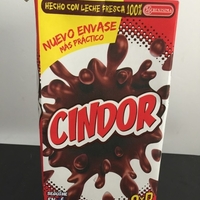 HECHO CON LECHE FRESCA 100%
NUEVO ENVASE
MÁS PRÁCTICO
CINDOR